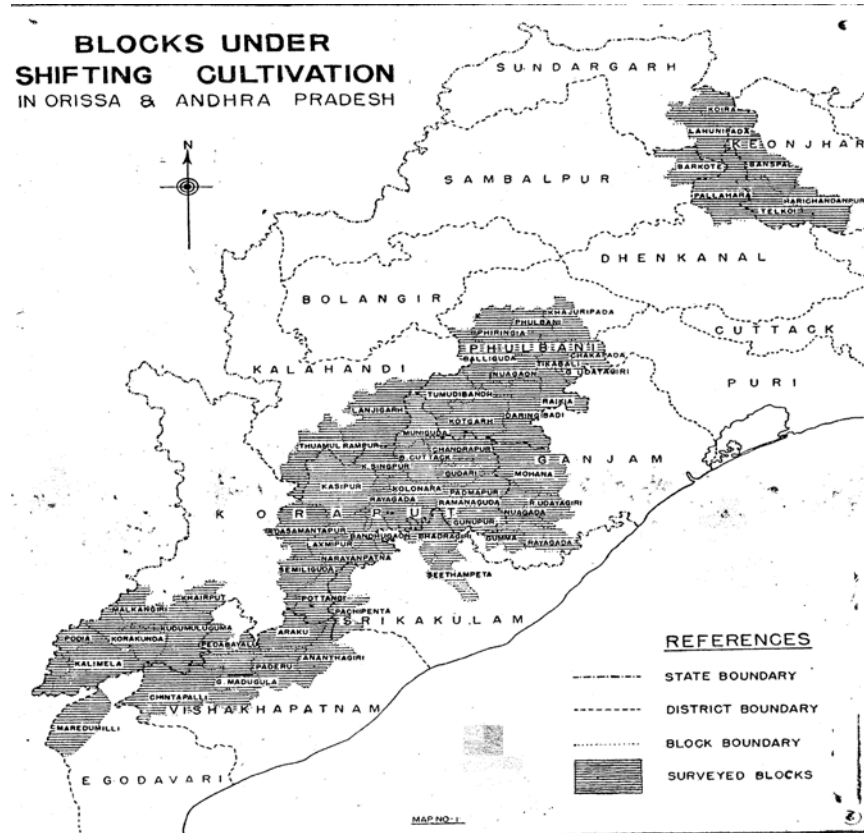 BLOCKS UNDER
SHIFTING CULTIVATION
IN ORISSA & ANDHRA PRADESH
N
SUNDARGARH
KOIRA
LAHUNIPADA
KEONJHAR
BARKOTE
BANSPAL
SAMBALPUR
PALLAHARA
HARICHANDANPUR
TELKOI
DHENKANAL
BOLANGIR
KHAJURIPADA
PHULBANI
PHIRINGIA
CUTTACK
PHULBANI
BALLIGUDA
CHAKAPADA
TIKABALI
KALAHANDI
NUAGAON
G.UDAYAGIRI
PURI
TUMUDIBANDH
RAIKIA
LANJIGARH
DARINGIBADI
KOTGARH
MUNIGUDA
THUAMUL RAMPUR
CHANDRAPUR
B.CUTTACK
GANJAM
K.SINGPUR
GUDARI
MOHANA
KASIPUR
KOLONARA
PADMAPUR
RAYAGADA
RAMANAGUDA
R.UDAYGIRI
KORAPUT
NUAGADA
GUNUPUR
DASAMANTAPUR
BANDHUGAON
BHADRAGIRI
GUMMA
RAYAGADA
LAXMIPUR
NARAYANPATNA
SEMILIGUDA
SEETHAMPETA
KHAIRPUT
POTTANGI
MALKANGIRI
PACHIPENTA
SRIKAKULAM
KUDUMULUGUMA
ARAKU
PODIA
KORAKUNDA
PEDABAYALU
REFERENCES
KALIMELA
PADERU
ANANTHAGIRI
STATE BOUNDARY
G.MADUGULA
CHINTAPALLI
VISHAKHAPATNAM
DISTRICT BOUNDARY
MAREDUMILLI
BLOCK BOUNDARY
E GODAVARI
SURVEYED BLOCKS
MAP NO-1